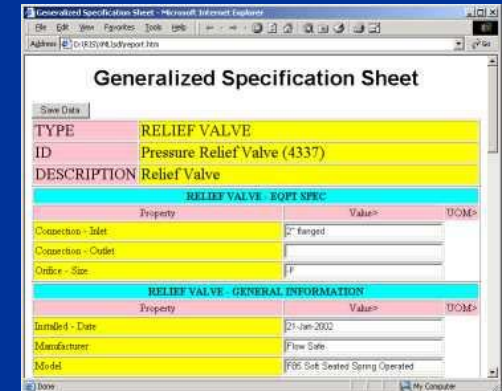 Generalized Specification Sheet - Microsoft Internet Explorer
File Edit View Favorites Tools Help
Address Go
Generalized Specification Sheet
Save Data
TYPE RELIEF VALVE
ID Pressure Relief Valve (4337)
DESCRIPTION Relief Valve
RELIEF VALVE - EQPT SPEC
Property Value> UOM>
Connection - Inlet 2" flanged
Connection - Outlet
Orifice - Size -F
RELIEF VALVE - GENERAL INFORMATION
Property Value> UOM>
Installed - Date 21-Jan-2002
Manufacturer Flow Safe
Model F85 Soft Seated Spring Operated
Done My Computer